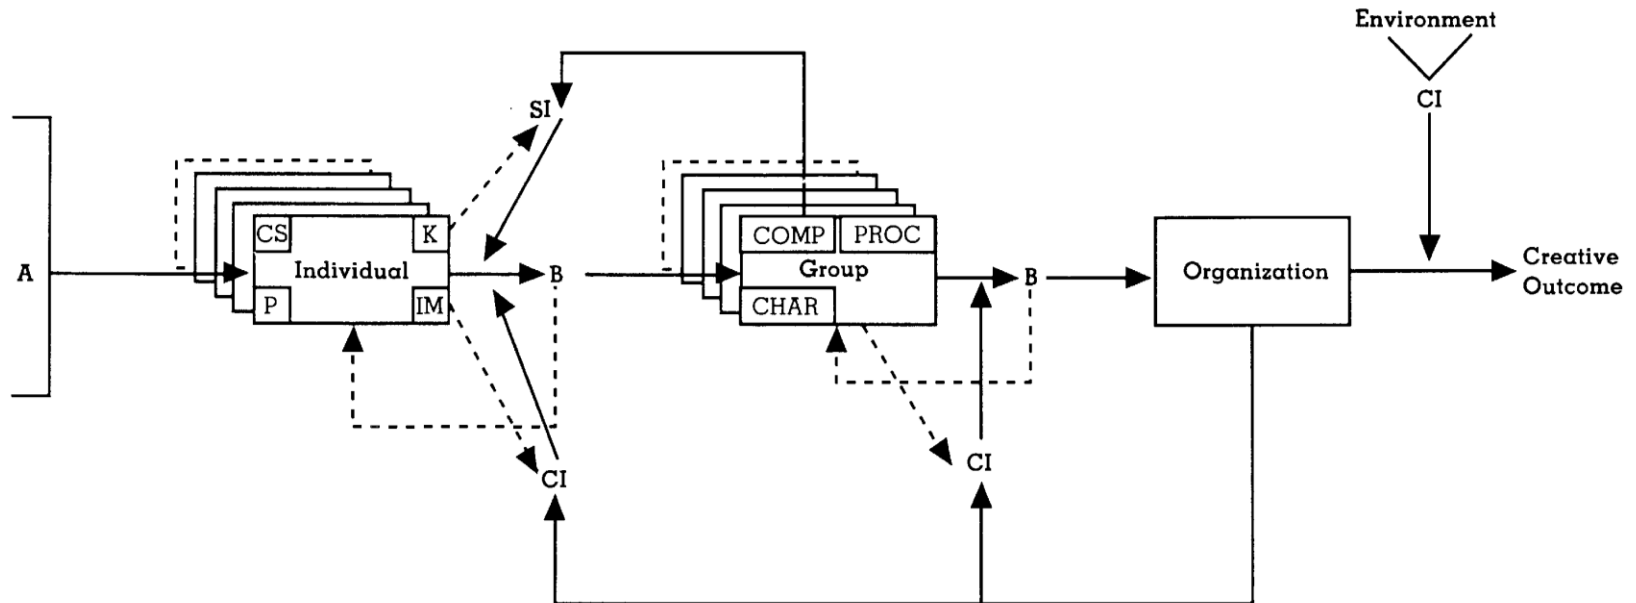 Environment
CI
SI
CS
K
COMP
PROC
A
Individual
B
Group
B
Organization
Creative
Outcome
P
IM
CHAR
CI
CI